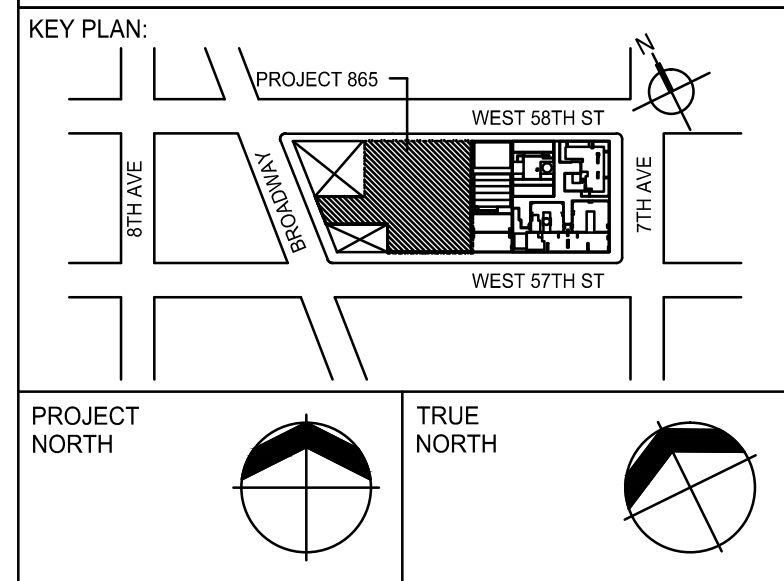 KEY PLAN:
N
PROJECT 865
WEST 58TH ST
8TH AVE
BROADWAY
7TH AVE
WEST 57TH ST
PROJECT
NORTH
TRUE
NORTH